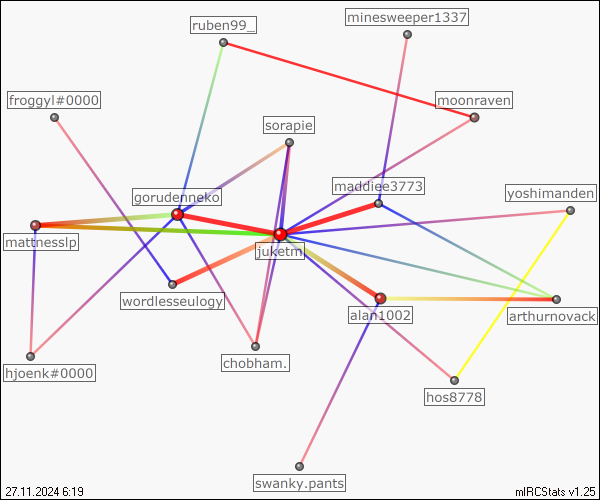 minesweeper1337
ruben99_
froggyl#0000
moonraven
sorapie
maddiee3773
gorudenneko
yoshimanden
mattnesslp
juketm
wordlesseulogy
alan1002
arthurnovack
chobham.
hjoenk#0000
hos8778
swanky.pants
27.11.2024 6:19
mIRCStats v1.25